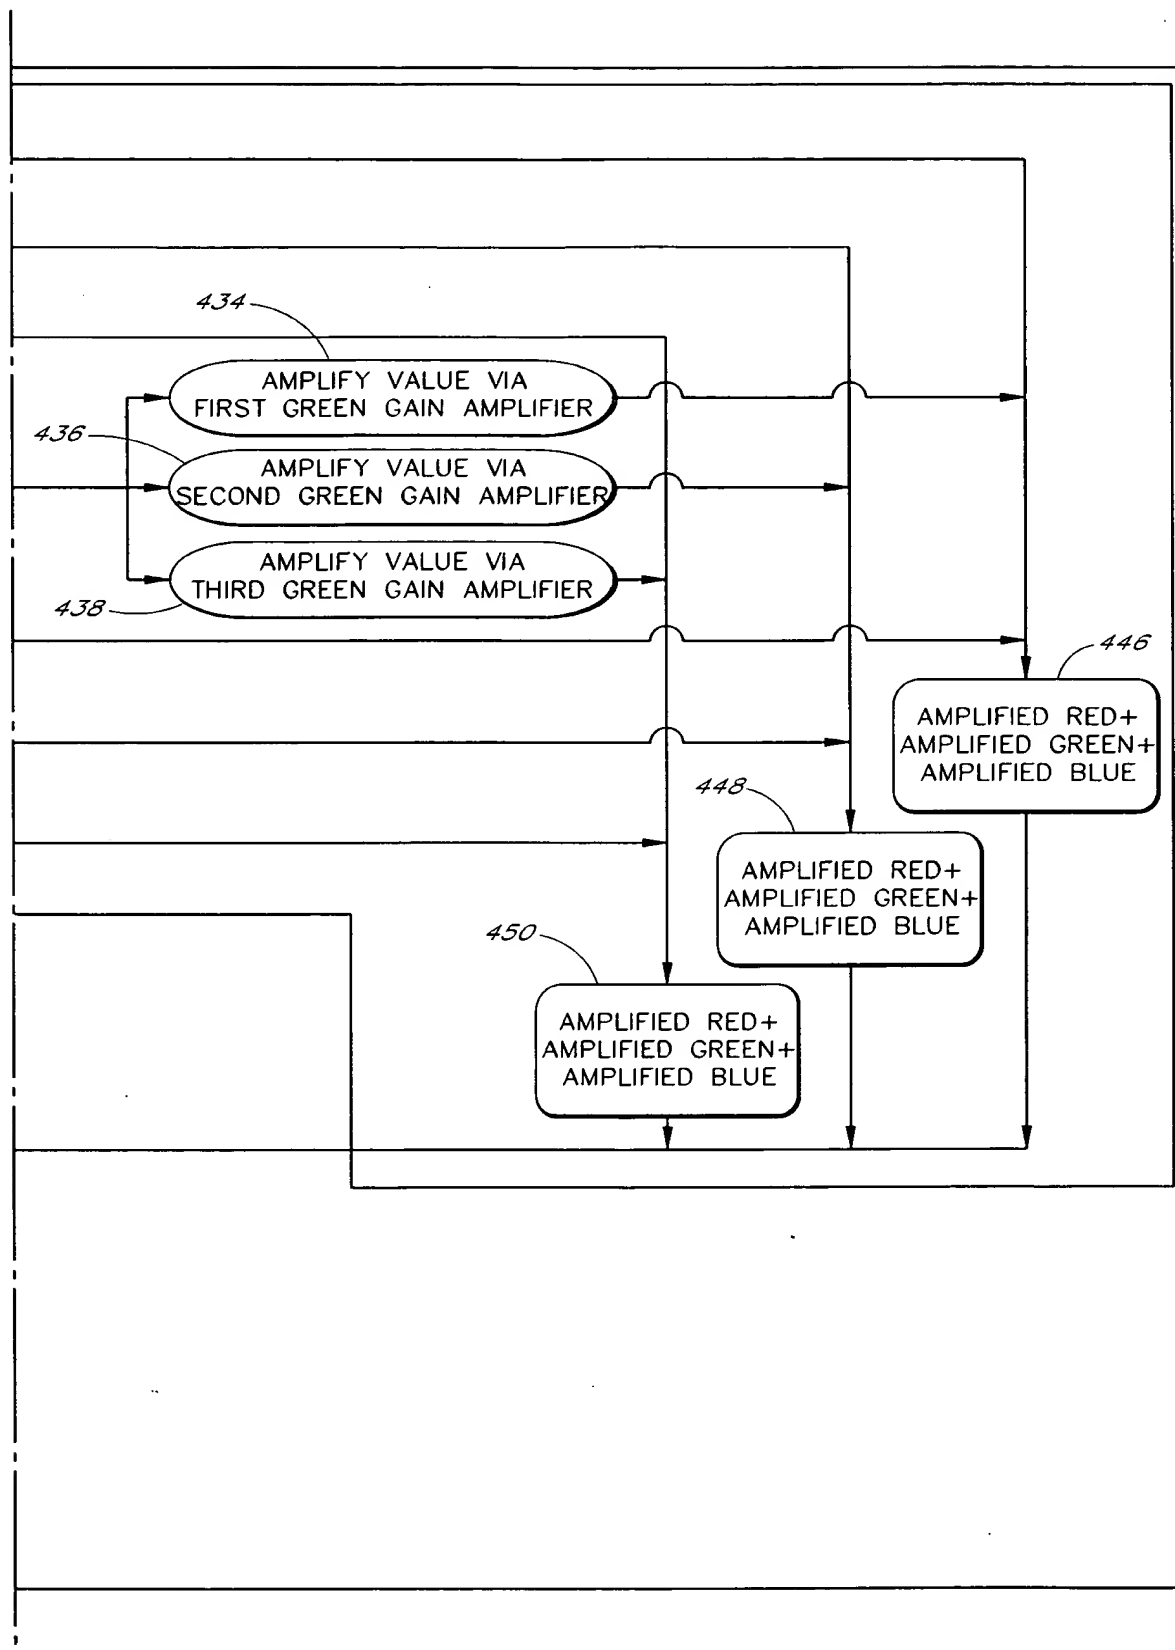 434
AMPLIFY VALUE VIA
FIRST GREEN GAIN AMPLIFIER
436
AMPLIFY VALUE VIA
SECOND GREEN GAIN AMPLIFIER
AMPLIFY VALUE VIA
THIRD GREEN GAIN AMPLIFIER
438
446
AMPLIFIED RED+
AMPLIFIED GREEN+
AMPLIFIED BLUE
448
AMPLIFIED RED+
AMPLIFIED GREEN+
AMPLIFIED BLUE
450
AMPLIFIED RED+
AMPLIFIED GREEN+
AMPLIFIED BLUE